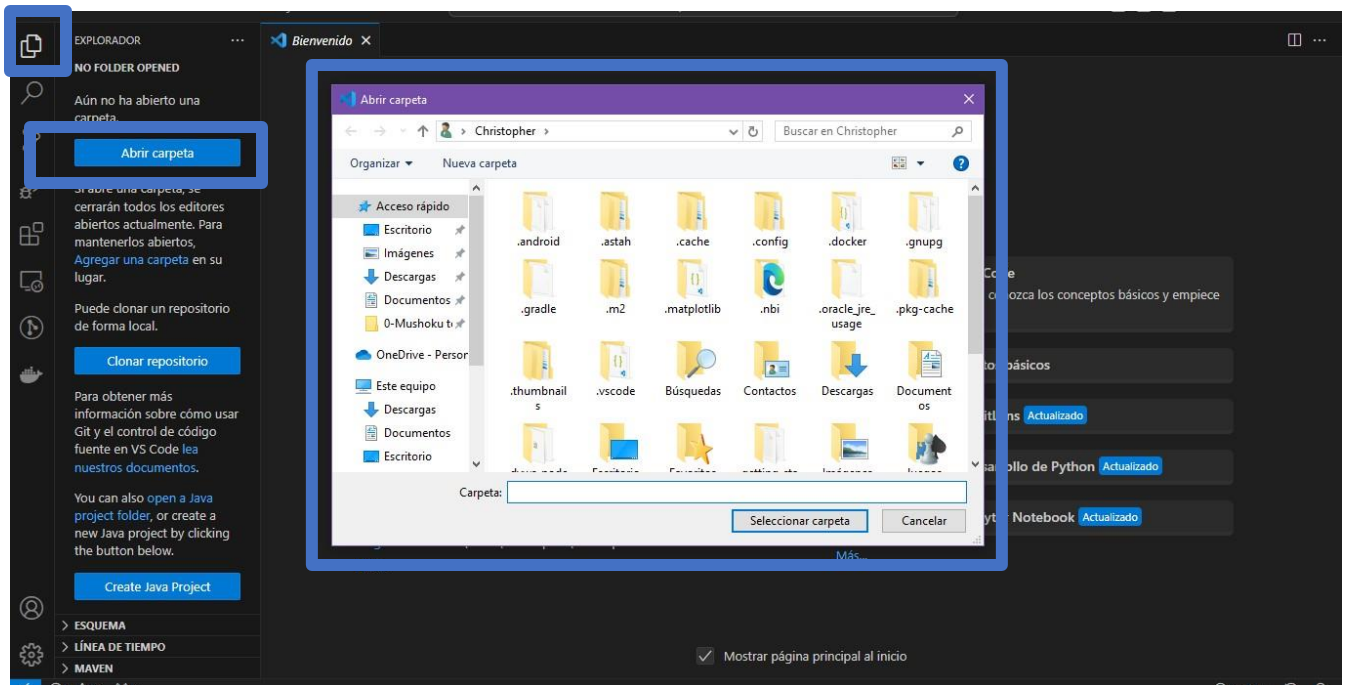 EXPLORADOR
NO FOLDER OPENED
Aún no ha abierto una
carpeta.
Abrir carpeta
Si abre una carpeta, se
cerrarán todos los editores
abiertos actualmente. Para
mantenerlos abiertos,
Agregar una carpeta en su
lugar.
Puede clonar un repositorio
de forma local.
Clonar repositorio
Para obtener más
información sobre cómo usar
Git y el control de código
fuente en VS Code lea
nuestros documentos.
You can also open a Java
project folder, or create a
new Java project by clicking
the button below.
Create Java Project
ESQUEMA
LÍNEA DE TIEMPO
MAVEN
Bienvenido
Abrir carpeta
Christopher
Buscar en Christopher
Organizar
Nueva carpeta
Acceso rápido
Escritorio
Imágenes
Descargas
Documentos
0-Mushoku
OneDrive - Person
Este equipo
Descargas
Documentos
Escritorio
.android .astah .cache .config .docker .gnupg
.gradle .m2 .matplotlib .nbi .oracle_jre_ .pkg-cache
usage
.thumbnail .vscode Búsquedas Contactos Descargas Document
s os
Carpeta:
Seleccionar carpeta Cancelar
los conceptos básicos y empiece
básicos
Actualizado
de Python Actualizado
Notebook Actualizado
Más...
Mostrar página principal al inicio